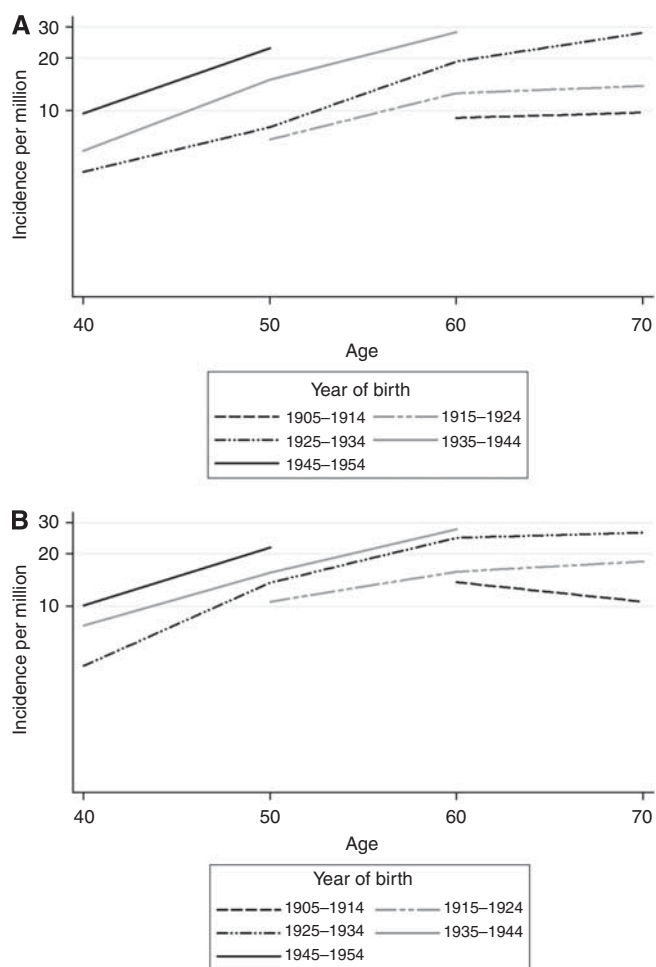 A
30
20
10
Incidence per million
40 50 60 70
Age
Year of birth
1905–1914 1915–1924
1925–1934 1935–1944
1945–1954
B
30
20
10
Incidence per million
40 50 60 70
Age
Year of birth
1905–1914 1915–1924
1925–1934 1935–1944
1945–1954